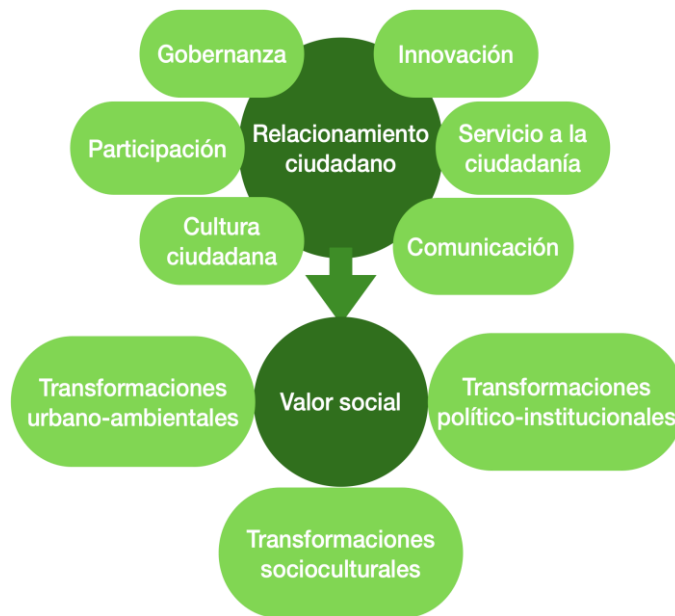 Gobernanza
Innovación
Relacionamiento
ciudadano
Participación
Servicio a la
ciudadanía
Cultura
ciudadana
Comunicación
Transformaciones
urbano-ambientales
Valor social
Transformaciones
político-institucionales
Transformaciones
socioculturales